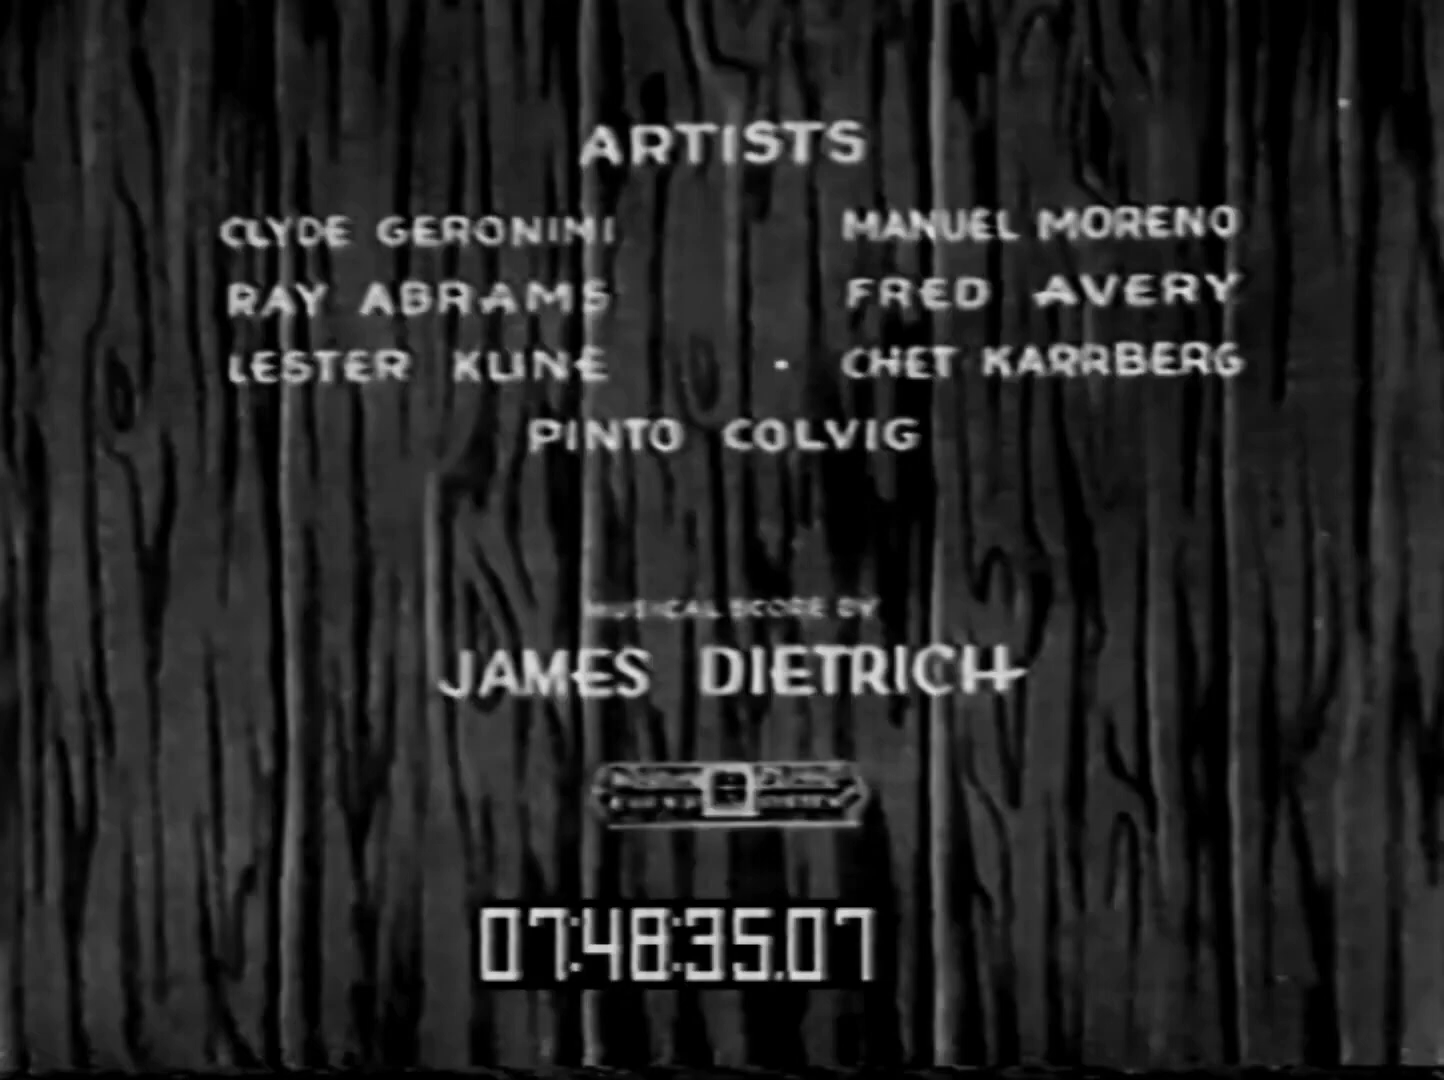 ARTISTS
CLYDE GERONIMI MANUEL MORENO
RAY ABRAMS FRED AVERY
LESTER KLINE CHET KARRBERG
PINTO COLVIG
MUSICAL SCORE BY
JAMES DIETRICH
07:48:35.07